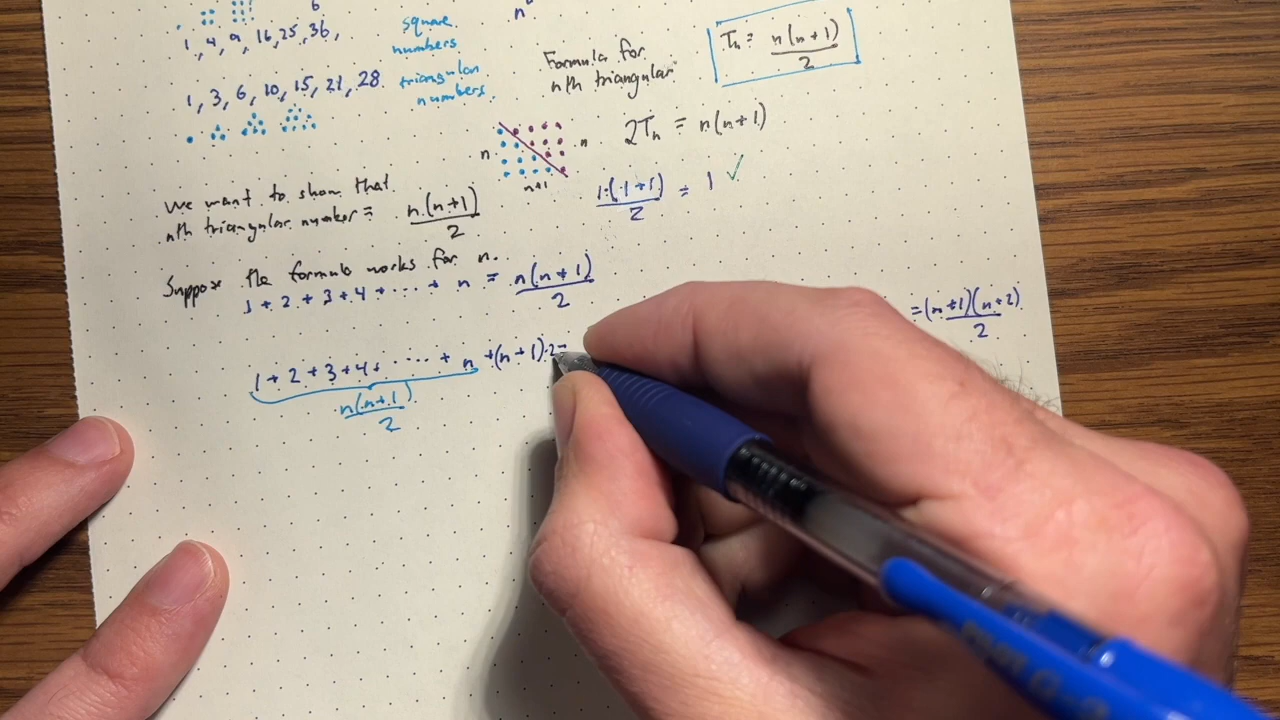 6
n
1, 4, 9, 16, 25, 36,
square
numbers
1, 3, 6, 10, 15, 21, 28
triangular
numbers.
Formula for
nth triangular
Tn = n(n+1)
2
n
n
n+1
2Tn = n(n+1)
1·(1+1) = 1 ✓
2
we want to show that
nth triangular number = n.(n+1)
2
Suppose the formula works for n.
1 + 2 + 3 + 4 + .... + n = n(n+1)
2
1 + 2 + 3 + 4 + ..... + n + (n+1)
n(n+1)
2
=(n+1)(n+2)
2